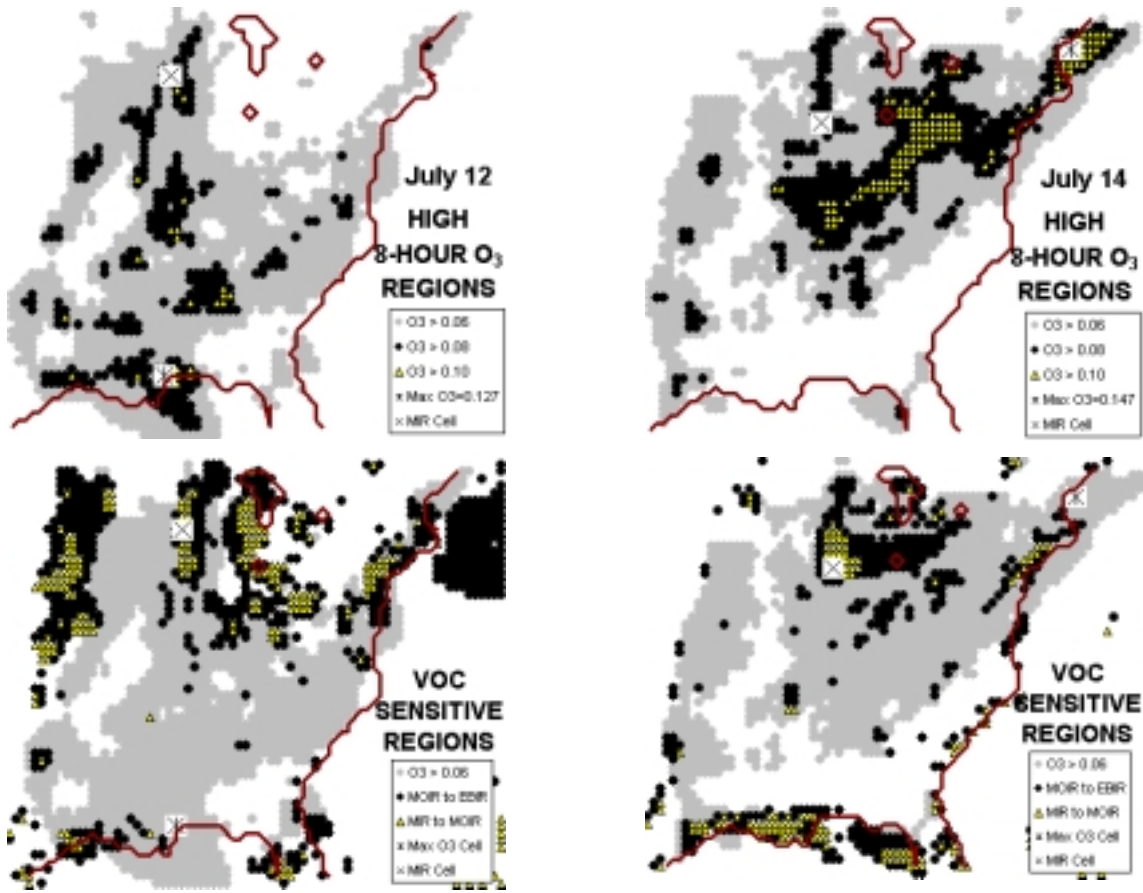 July 12
HIGH
8-HOUR O₃
REGIONS
O3 > 0.06
O3 > 0.08
O3 > 0.10
Max O3=0.127
MIR Cell
July 14
HIGH
8-HOUR O₃
REGIONS
O3 > 0.06
O3 > 0.08
O3 > 0.10
Max O3=0.147
MIR Cell
VOC
SENSITIVE
REGIONS
O3 > 0.06
MOIR to EBIR
MIR to MOIR
Max O3 Cell
MIR Cell
VOC
SENSITIVE
REGIONS
O3 > 0.06
MOIR to EBIR
MIR to MOIR
Max O3 Cell
MIR Cell